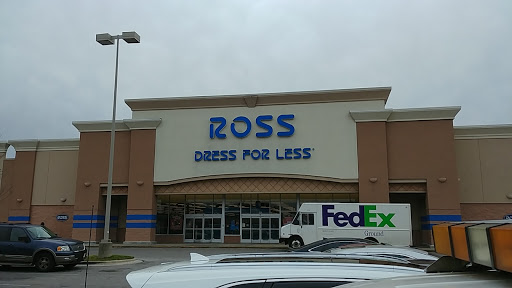 ROSS
DRESS FOR LESS
FedEx
Ground